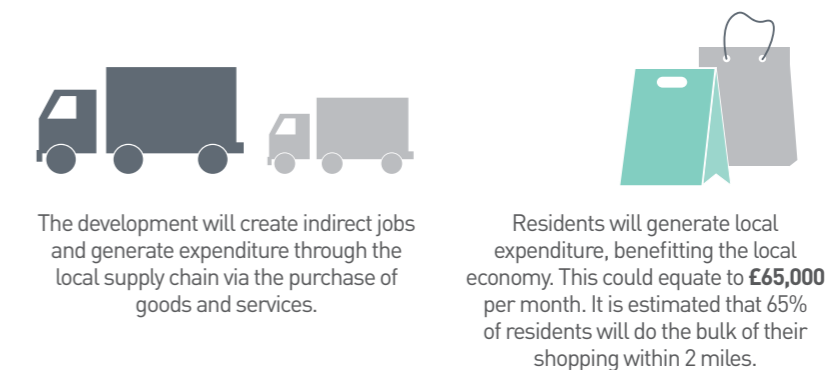 The development will create indirect jobs
and generate expenditure through the
local supply chain via the purchase of
goods and services.
Residents will generate local
expenditure, benefitting the local
economy. This could equate to £65,000
per month. It is estimated that 65%
of residents will do the bulk of their
shopping within 2 miles.